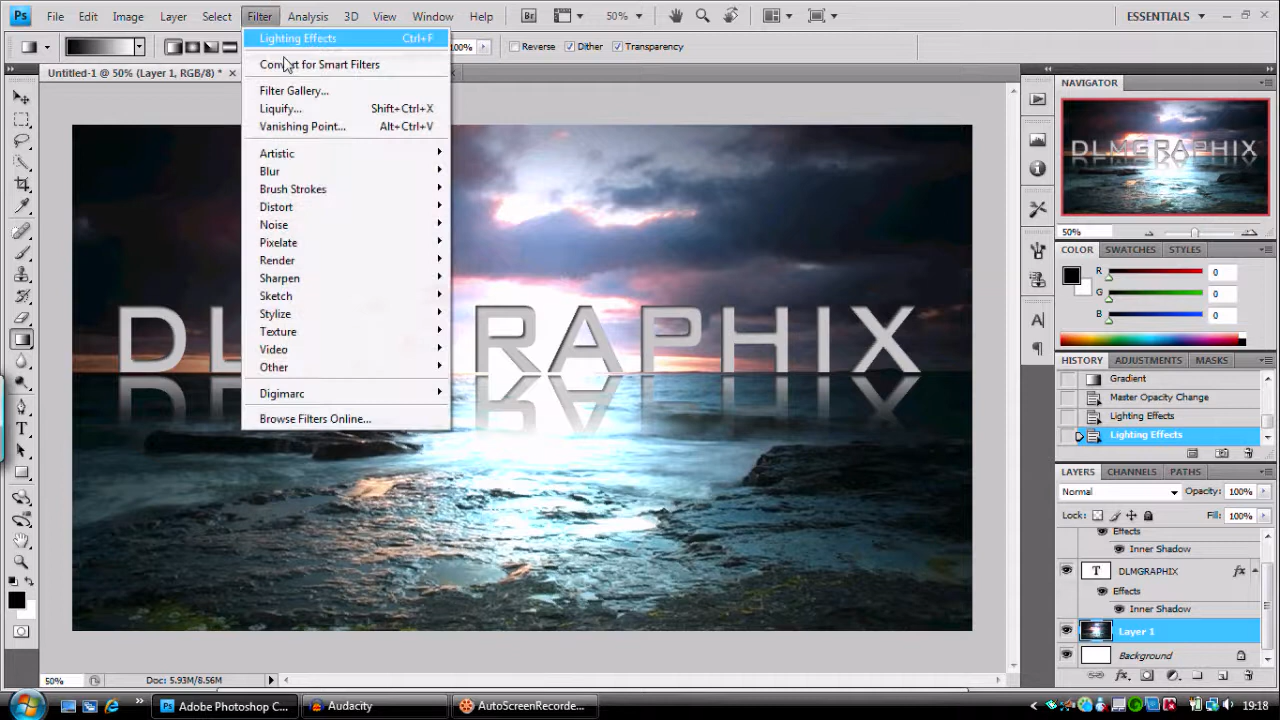 Ps File Edit Image Layer Select Filter Analysis 3D View Window Help Br 50% ESSENTIALS
Lighting Effects Ctrl+F
100% Reverse Dither Transparency
Convert for Smart Filters
Untitled-1 @ 50% (Layer 1, RGB/8) *
Filter Gallery...
Liquify... Shift+Ctrl+X
Vanishing Point... Alt+Ctrl+V
Artistic
Blur
Brush Strokes
Distort
Noise
Pixelate
Render
Sharpen
Sketch
Stylize
Texture
Video
Other
Digimarc
Browse Filters Online...
DL GRAPHIX
NAVIGATOR
DLMGRAPHIX
50%
COLOR SWATCHES STYLES
R 0
G 0
B 0
HISTORY ADJUSTMENTS MASKS
Gradient
Master Opacity Change
Lighting Effects
Lighting Effects
LAYERS CHANNELS PATHS
Normal Opacity: 100%
Lock: Fill: 100%
Effects
Inner Shadow
T DLMGRAPHIX fx
Effects
Inner Shadow
Layer 1
Background
50% Doc: 5.93M/8.56M
Adobe Photoshop C... Audacity AutoScreenRecorde... 19:18